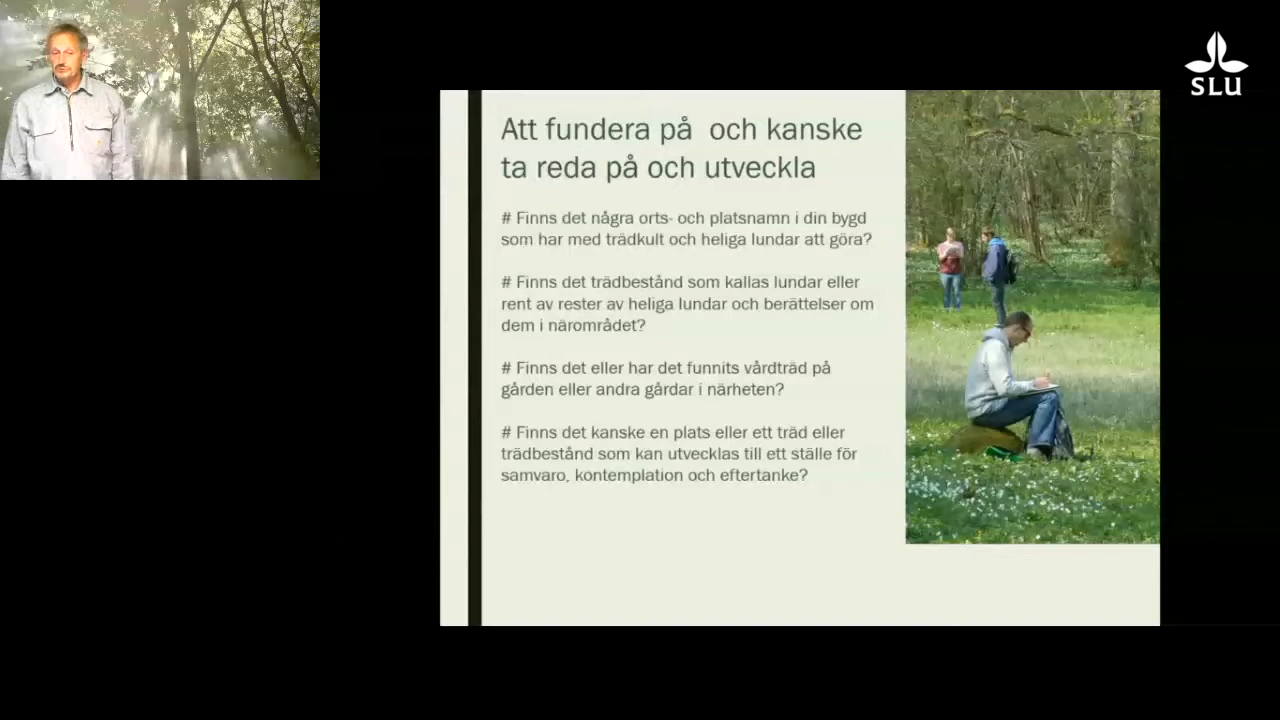 SLU
Att fundera på och kanske
ta reda på och utveckla
# Finns det några orts- och platsnamn i din bygd
som har med trädkult och heliga lundar att göra?
# Finns det trädbestånd som kallas lundar eller
rent av rester av heliga lundar och berättelser om
dem i närområdet?
# Finns det eller har det funnits vårdträd på
gården eller andra gårdar i närheten?
# Finns det kanske en plats eller ett träd eller
trädbestånd som kan utvecklas till ett ställe för
samvaro, kontemplation och eftertanke?